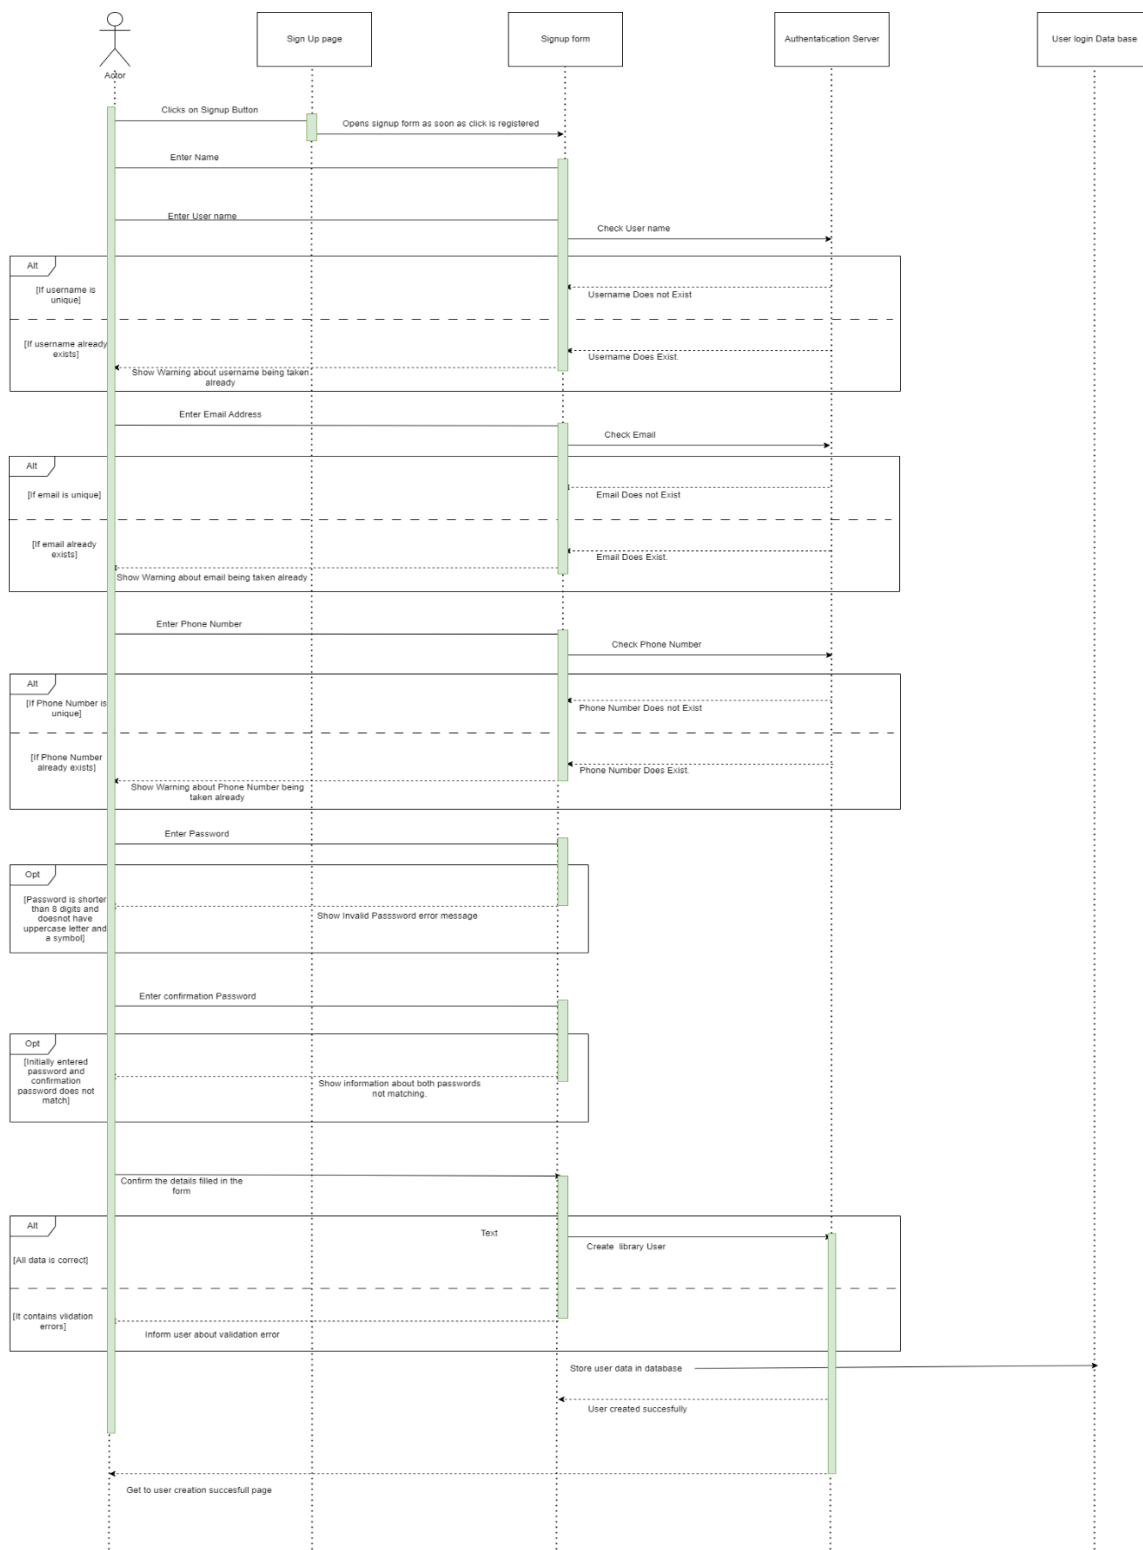 Sign Up page
Signup form
Authentatication Server
User login Data base
Actor
Clicks on Signup Button
Opens signup form as soon as click is registered
Enter Name
Enter User name
Check User name
Alt
[If username is
unique]
Username Does not Exist
[If username already
exists]
Username Does Exist.
Show Warning about username being taken
already
Enter Email Address
Check Email
Alt
[If email is unique]
Email Does not Exist
[If email already
exists]
Email Does Exist.
Show Warning about email being taken already
Enter Phone Number
Check Phone Number
Alt
[If Phone Number is
unique]
Phone Number Does not Exist
[If Phone Number
already exists]
Phone Number Does Exist.
Show Warning about Phone Number being
taken already
Enter Password
Opt
[Password is shorter
than 8 digits and
doesnot have
uppercase letter and
a symbol]
Show Invalid Passsword error message
Enter confirmation Password
Opt
[Initially entered
password and
confirmation
password does not
match]
Show information about both passwords
not matching.
Confirm the details filled in the
form
Alt
Text
Create library User
[All data is correct]
[It contains vlidation
errors]
Inform user about validation error
Store user data in database
User created succesfully
Get to user creation succesfull page